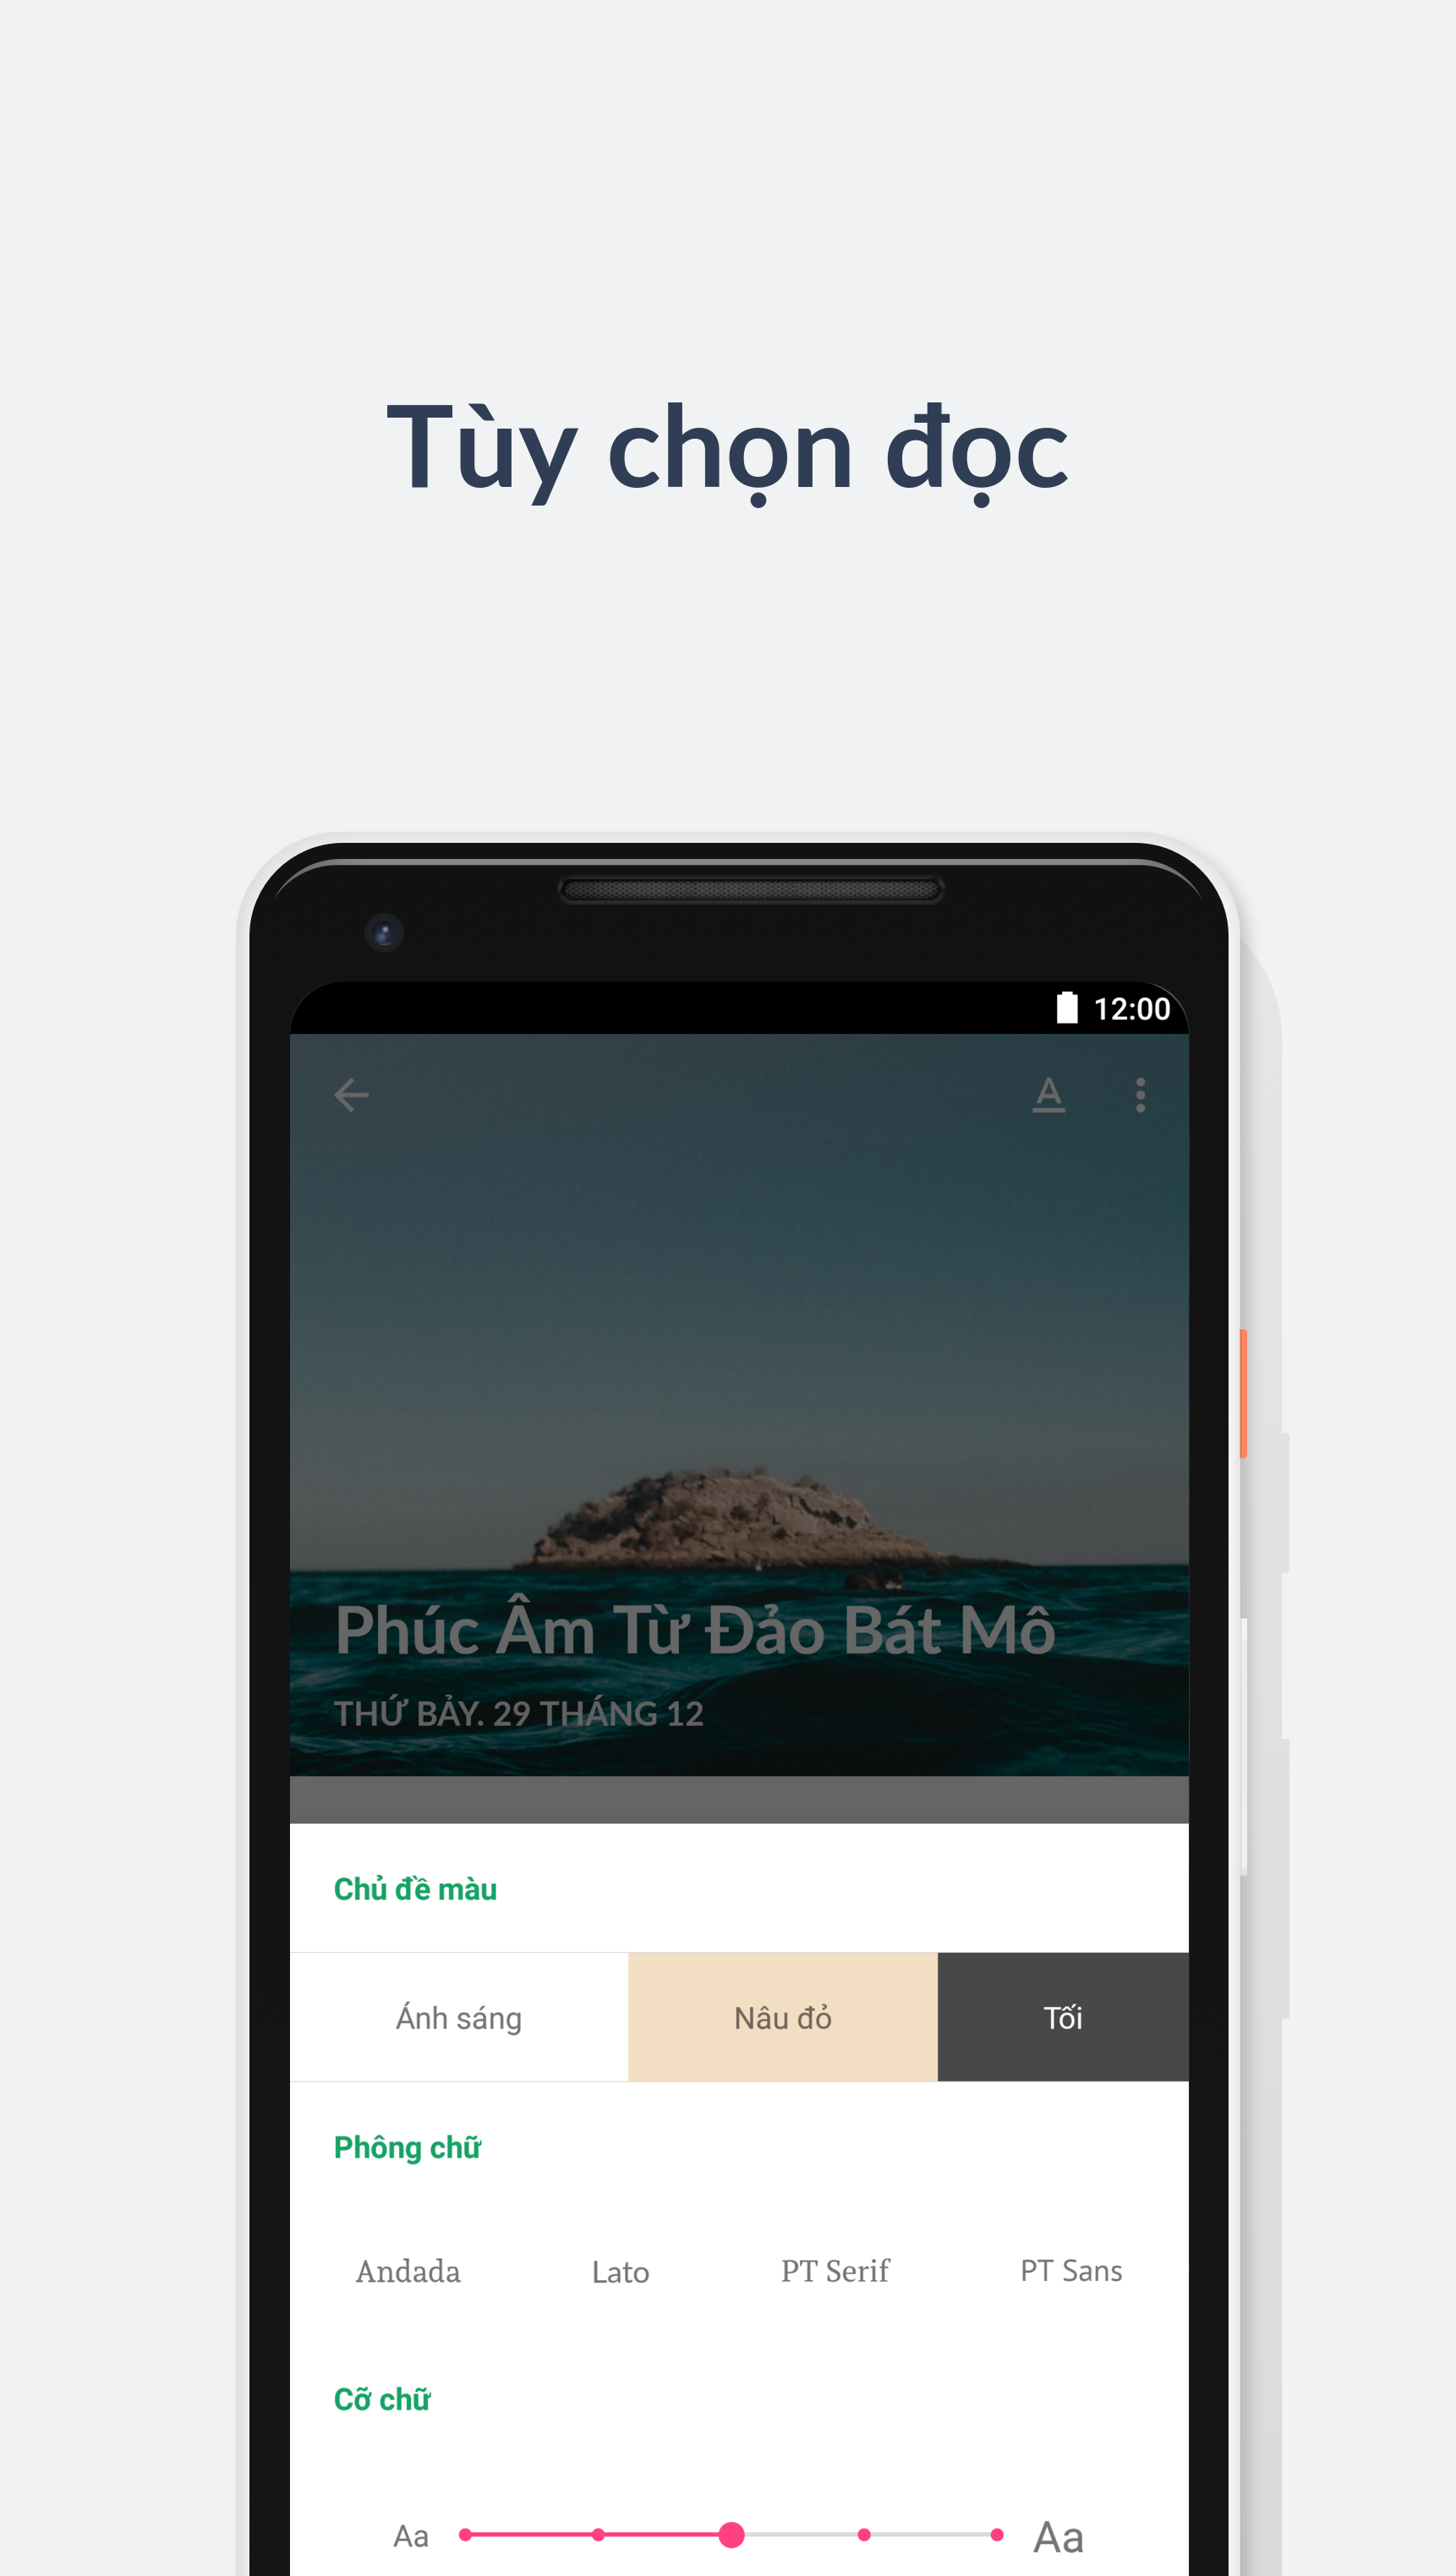 Tùy chọn đọc
12:00
A
Phúc Âm Từ Đảo Bát Mô
THỨ BẢY. 29 THÁNG 12
Chủ đề màu
Ánh sáng Nâu đỏ Tối
Phông chữ
Andada Lato PT Serif PT Sans
Cỡ chữ
Aa Aa